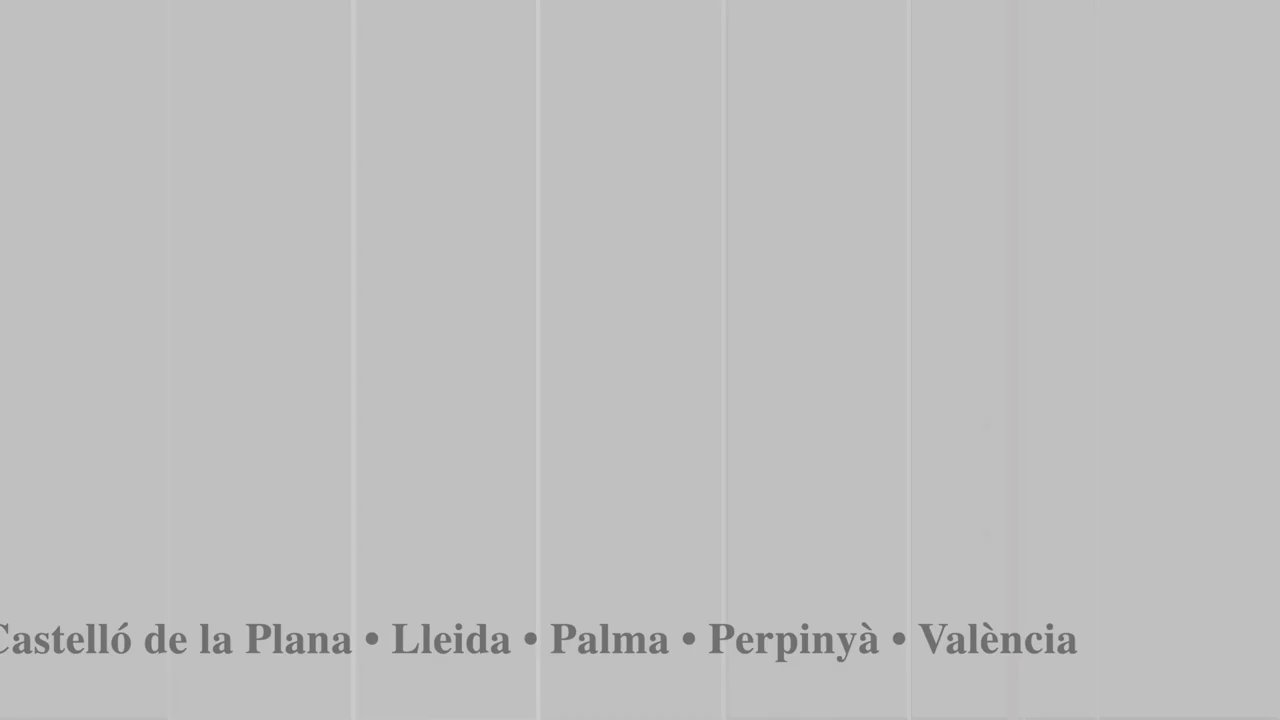 Castelló de la Plana • Lleida • Palma • Perpinyà • València